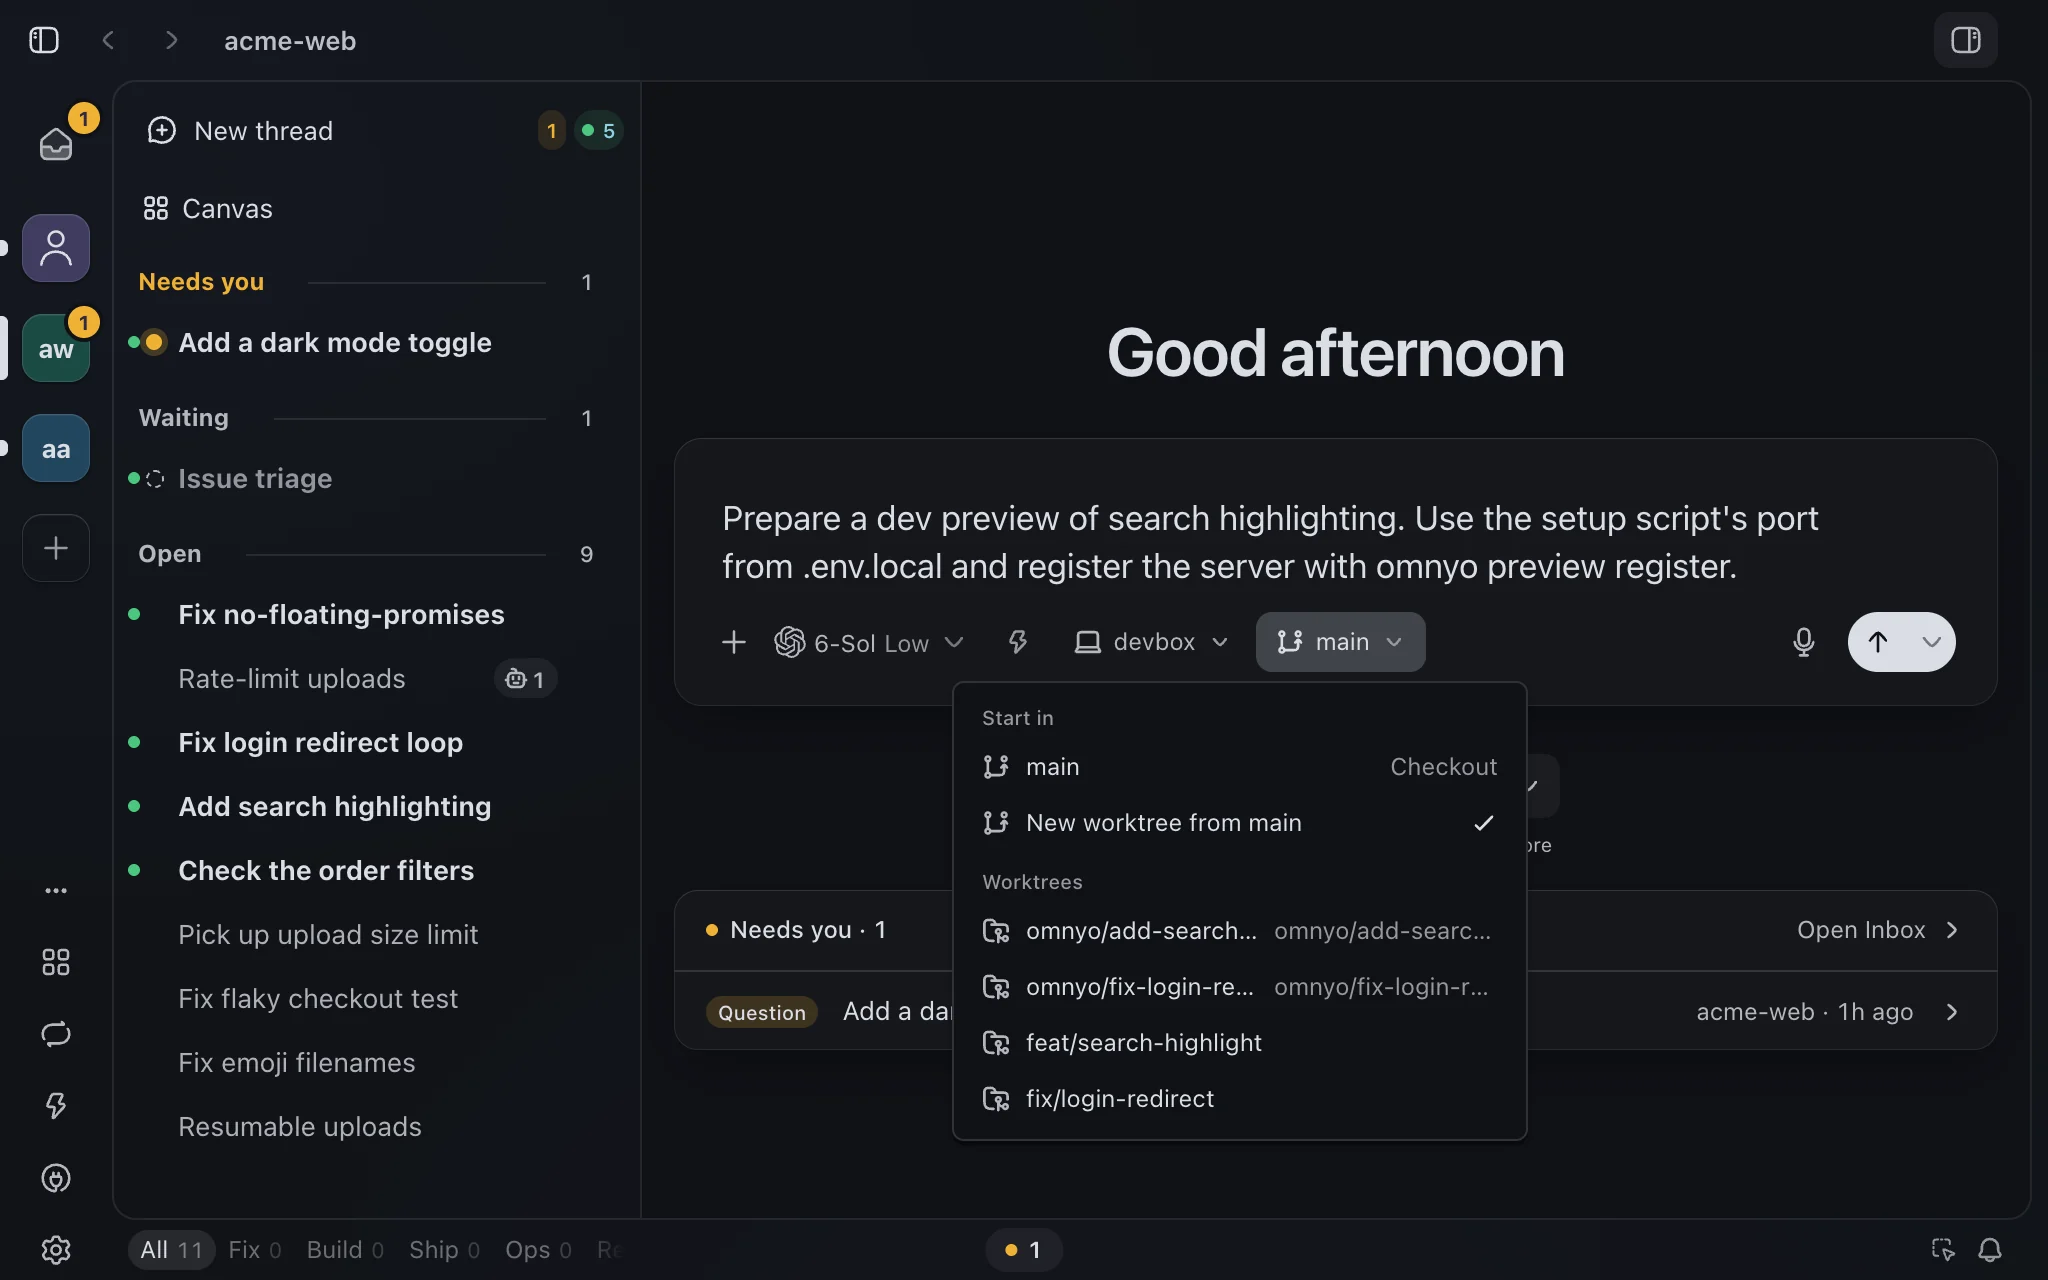 acme-web
1
New thread
1
5
Canvas
Needs you
1
Add a dark mode toggle
aw
1
Waiting
1
aa
Issue triage
Open
9
Fix no-floating-promises
Rate-limit uploads
1
Fix login redirect loop
Add search highlighting
Check the order filters
Pick up upload size limit
Fix flaky checkout test
Fix emoji filenames
Resumable uploads
All 11
Fix 0
Build 0
Ship 0
Ops 0
Good afternoon
Prepare a dev preview of search highlighting. Use the setup script's port
from .env.local and register the server with omnyo preview register.
6-Sol Low
devbox
main
Start in
main Checkout
New worktree from main
Worktrees
omnyo/add-search... omnyo/add-searc...
omnyo/fix-login-re... omnyo/fix-login-r...
feat/search-highlight
fix/login-redirect
Needs you · 1
Open Inbox
Question
Add a
acme-web · 1h ago
1